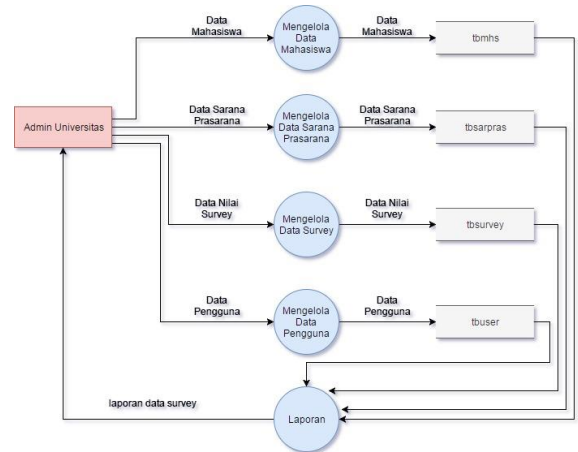 Data
Mahasiswa
Mengelola
Data
Mahasiswa
Data
Mahasiswa
tbmhs
Admin Universitas
Data Sarana
Prasarana
Mengelola
Data Sarana
Prasarana
Data Sarana
Prasarana
tbsarpras
Data Nilai
Survey
Mengelola
Data Survey
Data Nilai
Survey
tbsurvey
Data
Pengguna
Mengelola
Data
Pengguna
Data
Pengguna
tbuser
laporan data survey
Laporan